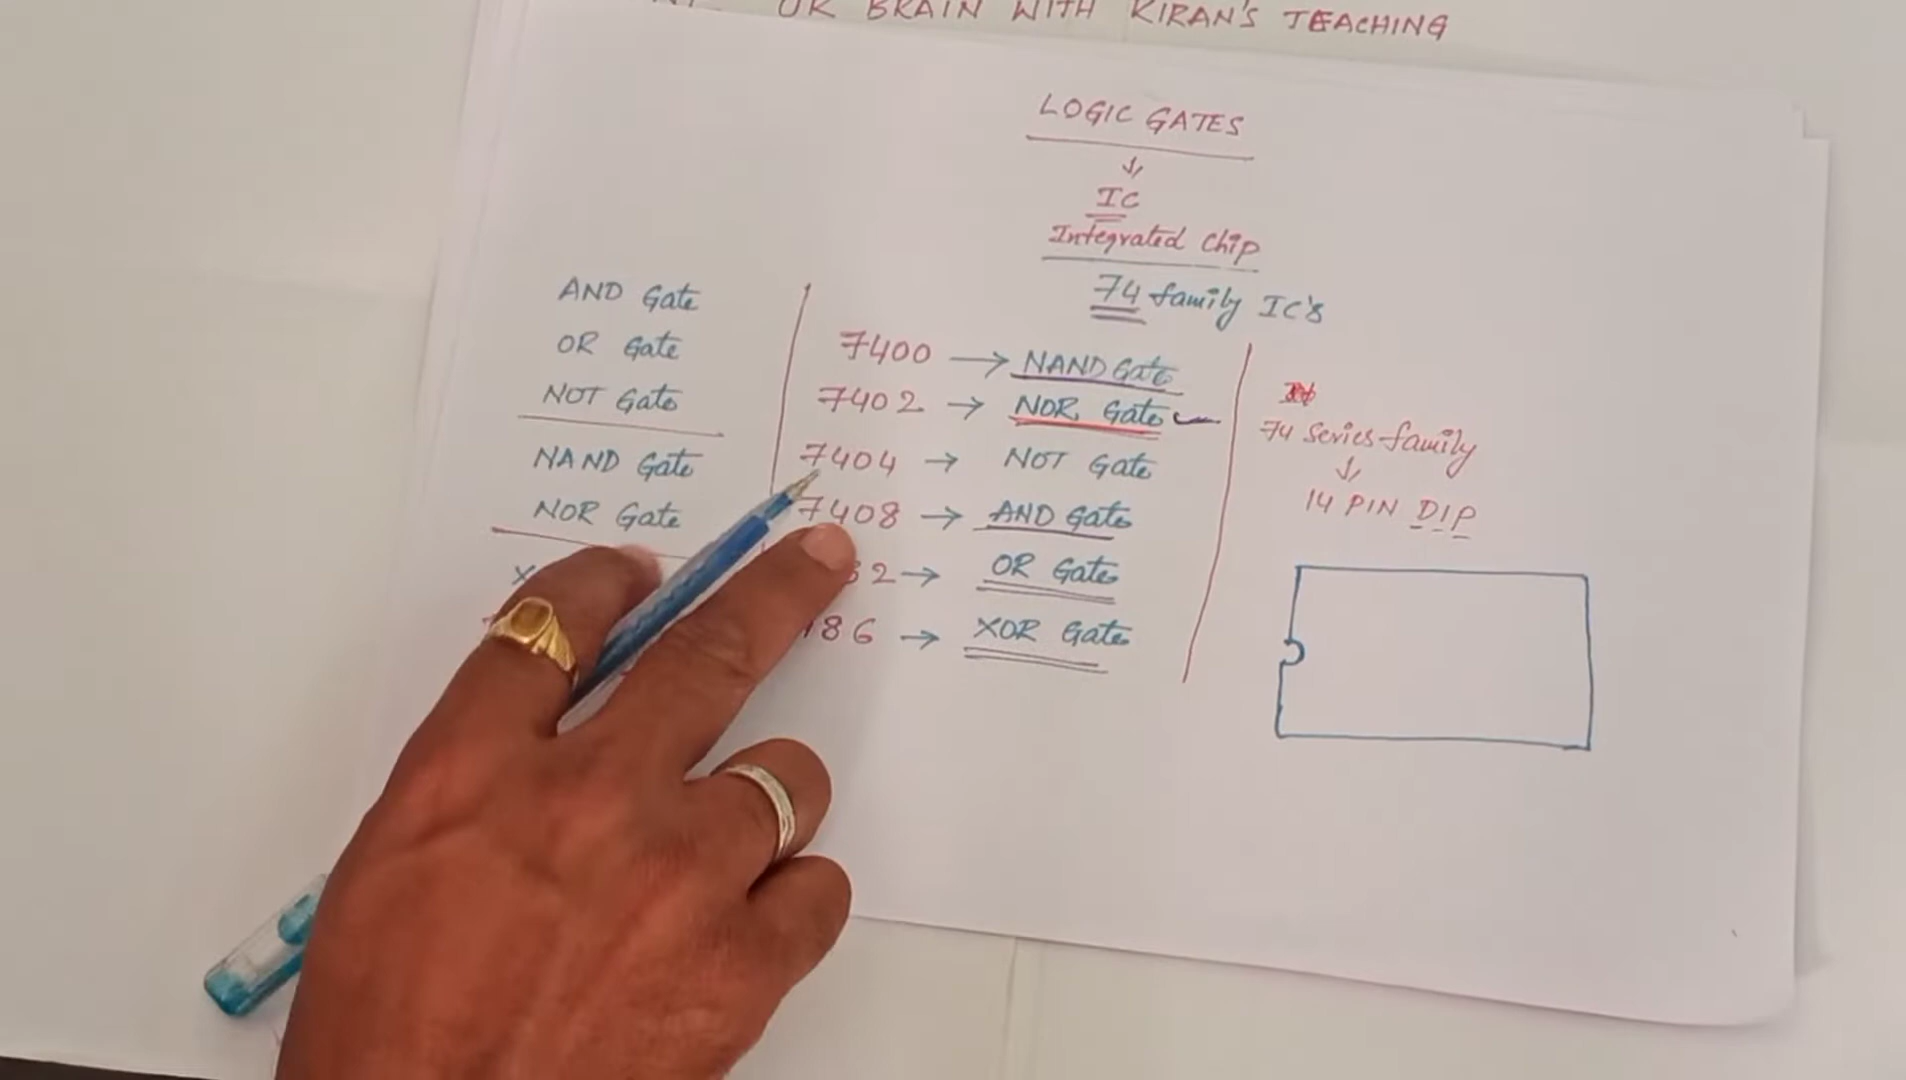 OR BRAIN WITH KIRAN'S TEACHING
LOGIC GATES
IC
Integrated Chip
74 family IC's
AND Gate
OR Gate
NOT Gate
NAND Gate
NOR Gate
X
7400 → NAND Gate
7402 → NOR Gate
7404 → NOT Gate
7408 → AND Gate
32 → OR Gate
86 → XOR Gate
74 Series family
14 PIN DIP